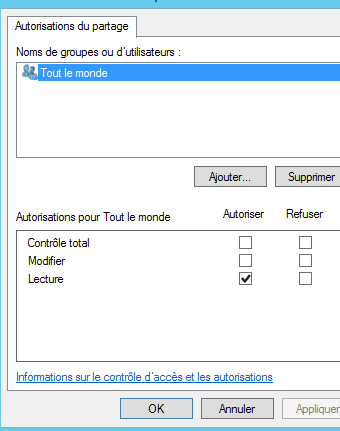 Autorisations du partage
Noms de groupes ou d'utilisateurs :
Tout le monde
Ajouter... Supprimer
Autorisations pour Tout le monde Autoriser Refuser
Contrôle total
Modifier
Lecture
Informations sur le contrôle d'accès et les autorisations
OK Annuler Appliquer